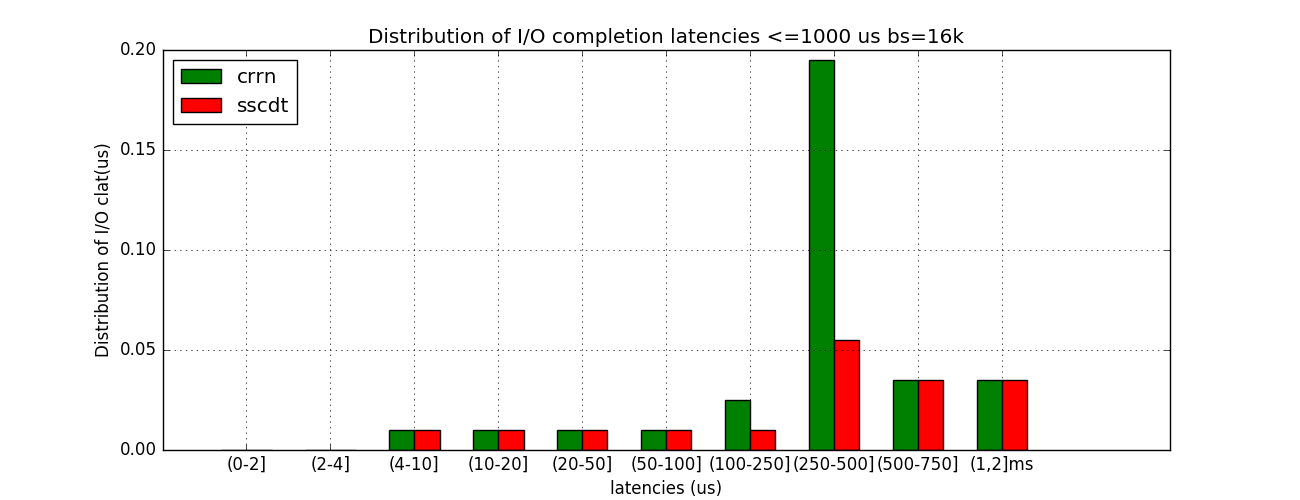 Distribution of I/O completion latencies <=1000 us bs=16k
0.20
0.15
0.10
0.05
0.00
Distribution of I/O clat(us)
crrn
sscdt
(0-2] (2-4] (4-10] (10-20] (20-50] (50-100] (100-250] (250-500] (500-750] (1,2]ms
latencies (us)